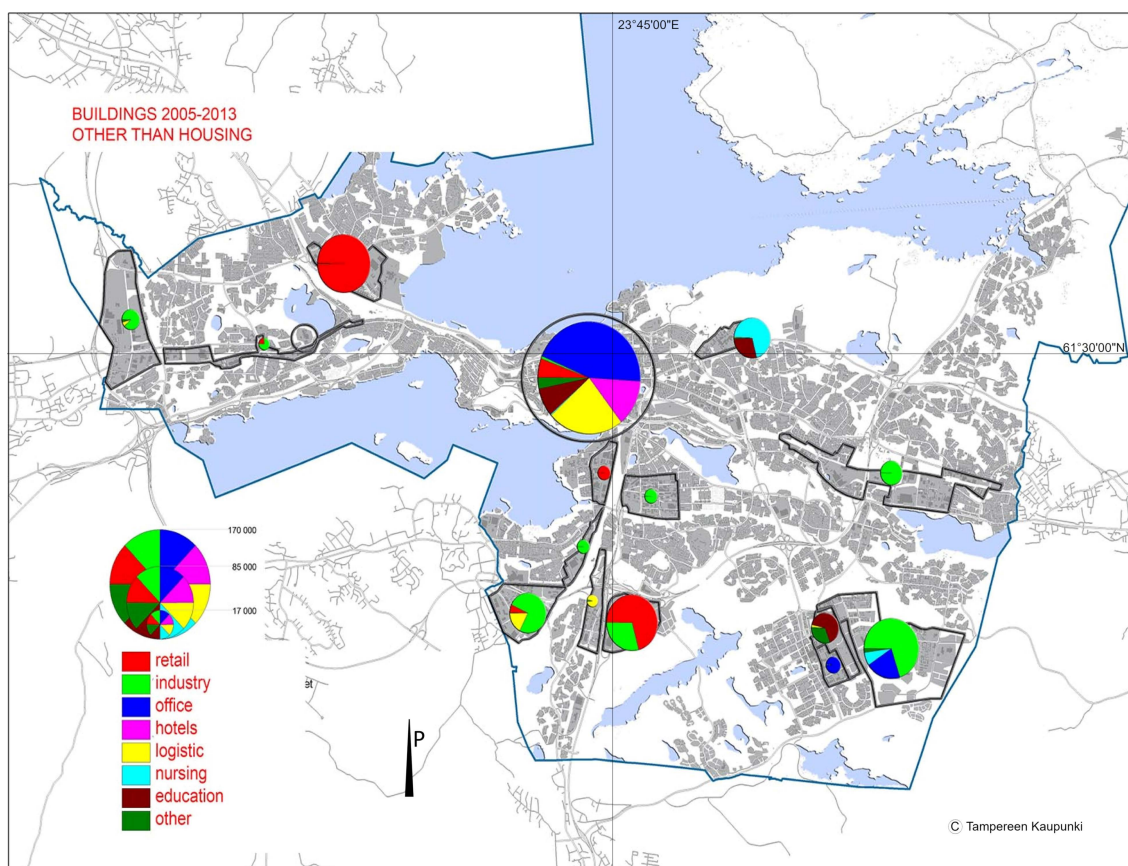 23°45'00"E
BUILDINGS 2005-2013
OTHER THAN HOUSING
61°30'00"N
170 000
85 000
17 000
retail
industry
office
hotels
logistic
nursing
education
other
et
P
© Tampereen Kaupunki